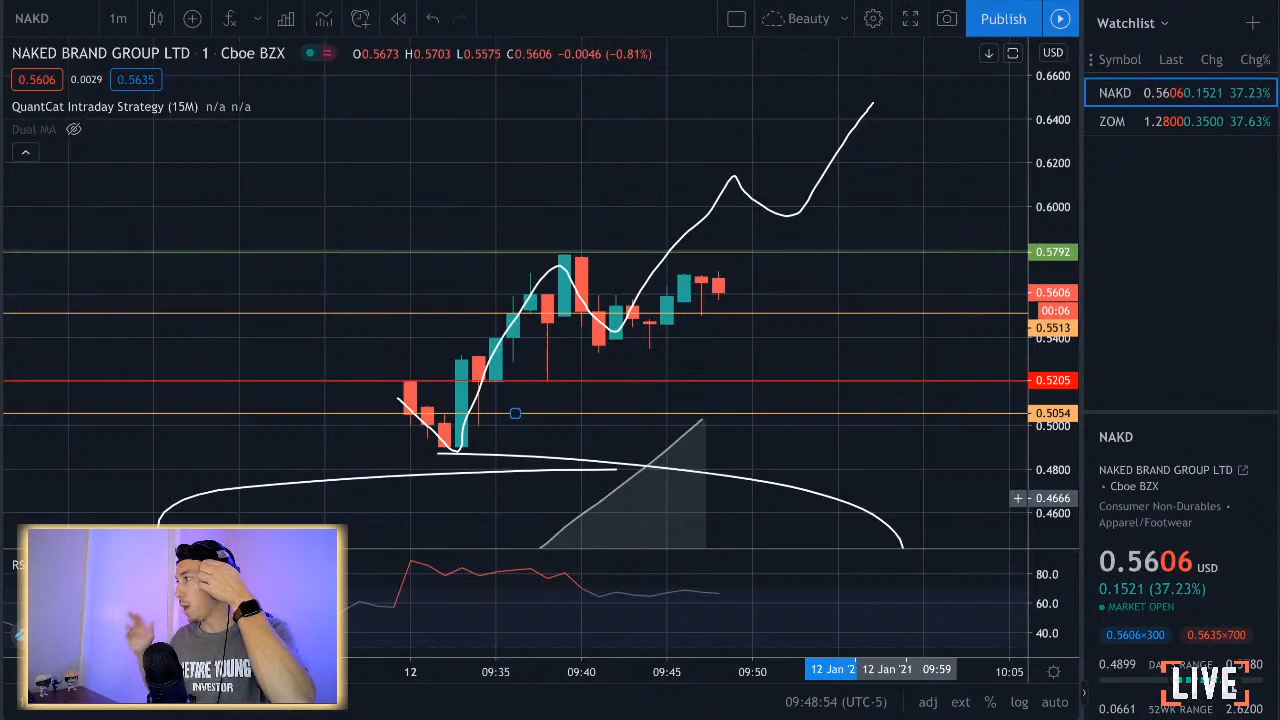 NAKD 1m Beauty Publish
NAKED BRAND GROUP LTD · 1 · Cboe BZX O0.5673 H0.5703 L0.5575 C0.5606 −0.0046 (−0.81%)
0.5606 0.0029 0.5635
QuantCat Intraday Strategy (15M) n/a n/a
Dual MA
USD
0.6600
0.6400
0.6200
0.6000
0.5792
0.5606
00:06
0.5513
0.5400
0.5205
0.5054
0.5000
0.4800
0.4666
0.4600
RS
80.0
60.0
40.0
12 09:35 09:40 09:45 09:50 12 Jan '2 12 Jan '21 09:59 10:05
09:48:54 (UTC-5) adj ext % log auto
Watchlist
Symbol Last Chg Chg%
NAKD 0.5606 0.1521 37.23%
ZOM 1.2800 0.3500 37.63%
NAKD
NAKED BRAND GROUP LTD
• Cboe BZX
Consumer Non-Durables •
Apparel/Footwear
0.5606 USD
0.1521 (37.23%)
MARKET OPEN
0.5606×300 0.5635×700
0.4899
0.0661 52WK RANGE 2.6200
LIVE
YOUNG
INVESTOR